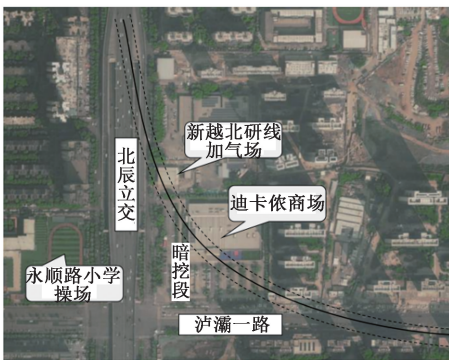 新越北研线
加气场
北辰立交
迪卡侬商场
暗挖段
永顺路小学
操场
泸灞一路